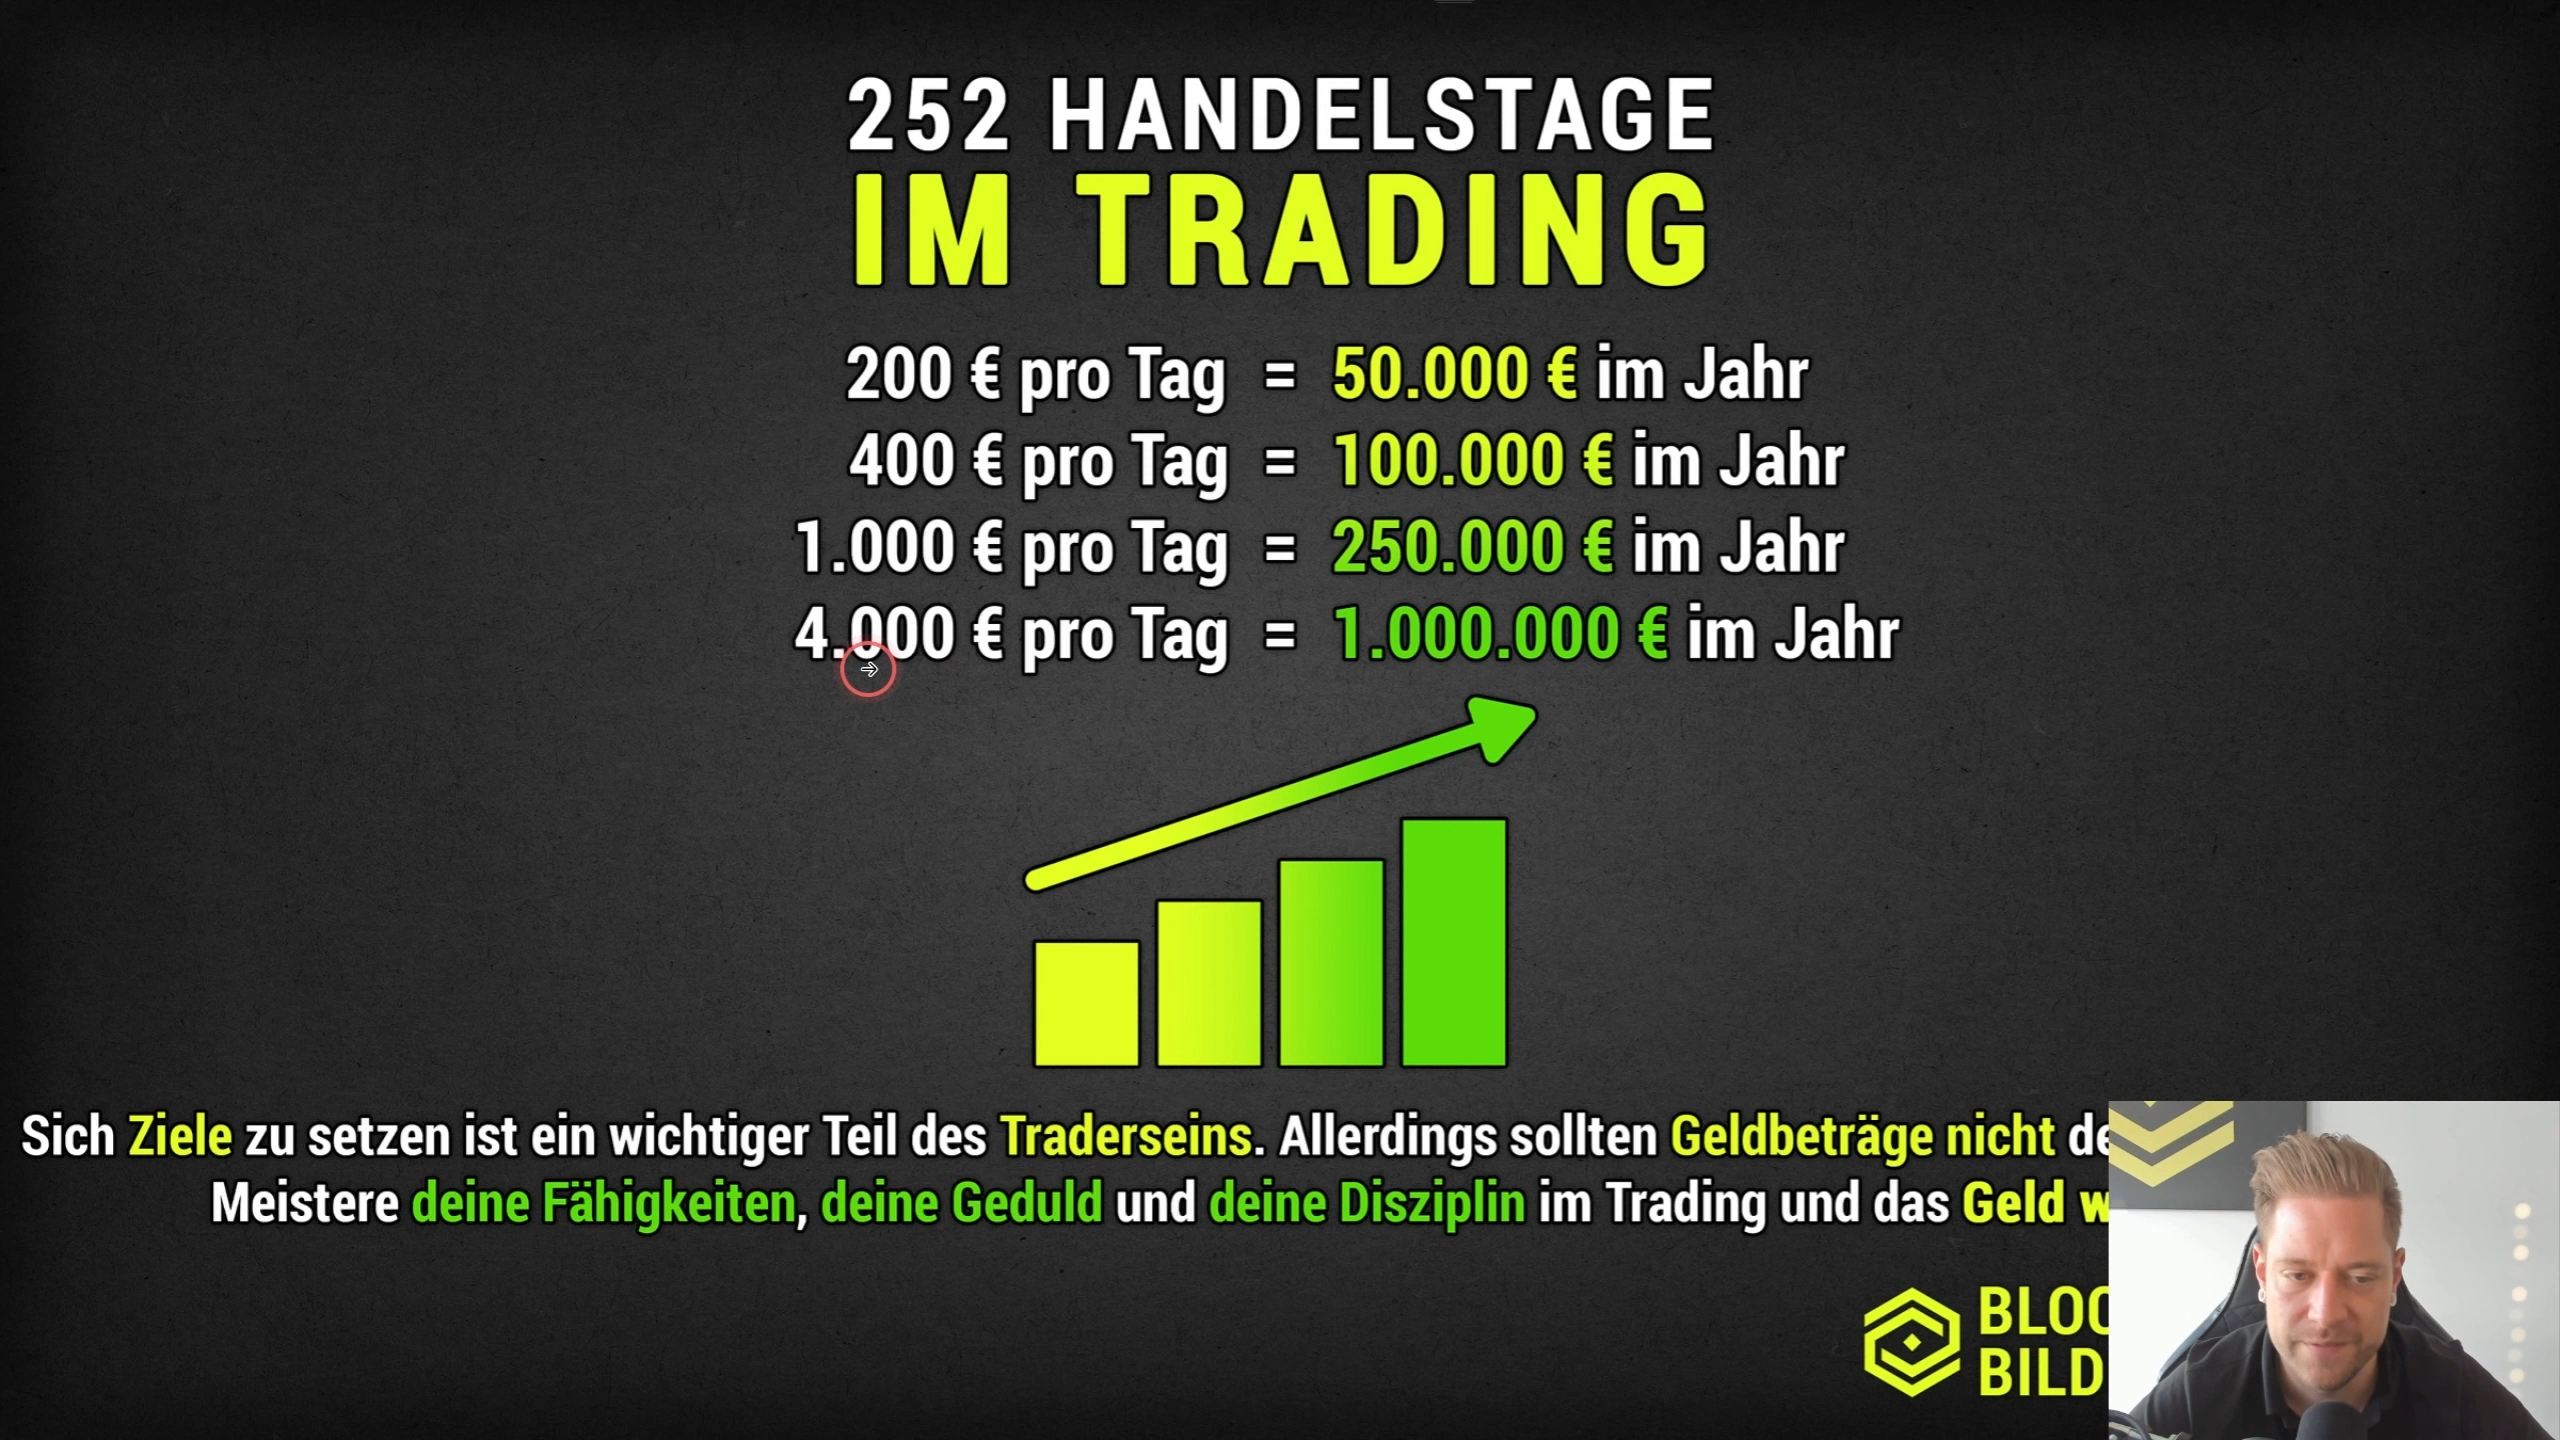 252 HANDELSTAGE
IM TRADING
200 € pro Tag = 50.000 € im Jahr
400 € pro Tag = 100.000 € im Jahr
1.000 € pro Tag = 250.000 € im Jahr
4.000 € pro Tag = 1.000.000 € im Jahr
Sich Ziele zu setzen ist ein wichtiger Teil des Traderseins. Allerdings sollten Geldbeträge nicht
Meistere deine Fähigkeiten, deine Geduld und deine Disziplin im Trading und das Geld